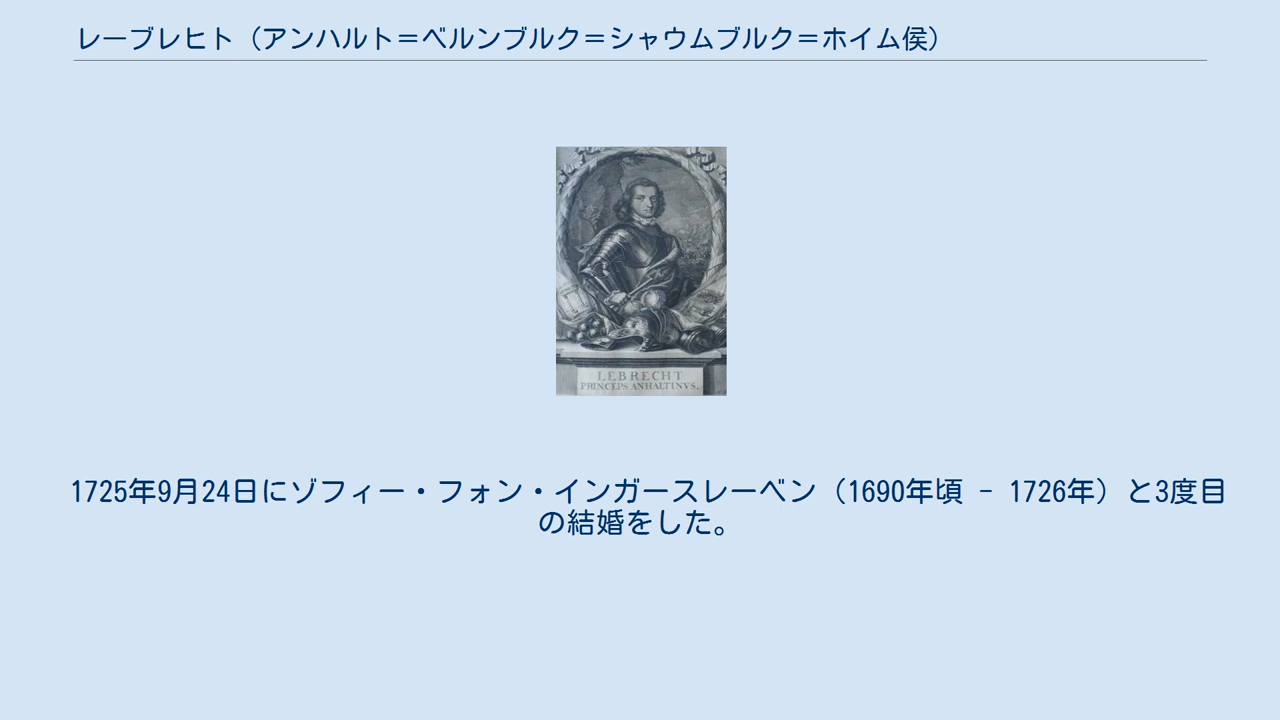 レーブレヒト（アンハルト＝ベルンブルク＝シャウムブルク＝ホイム侯）
LEBRECHT
PRINCEPS ANHALTINVS.
1725年9月24日にゾフィー・フォン・インガースレーベン（1690年頃 - 1726年）と3度目
の結婚をした。